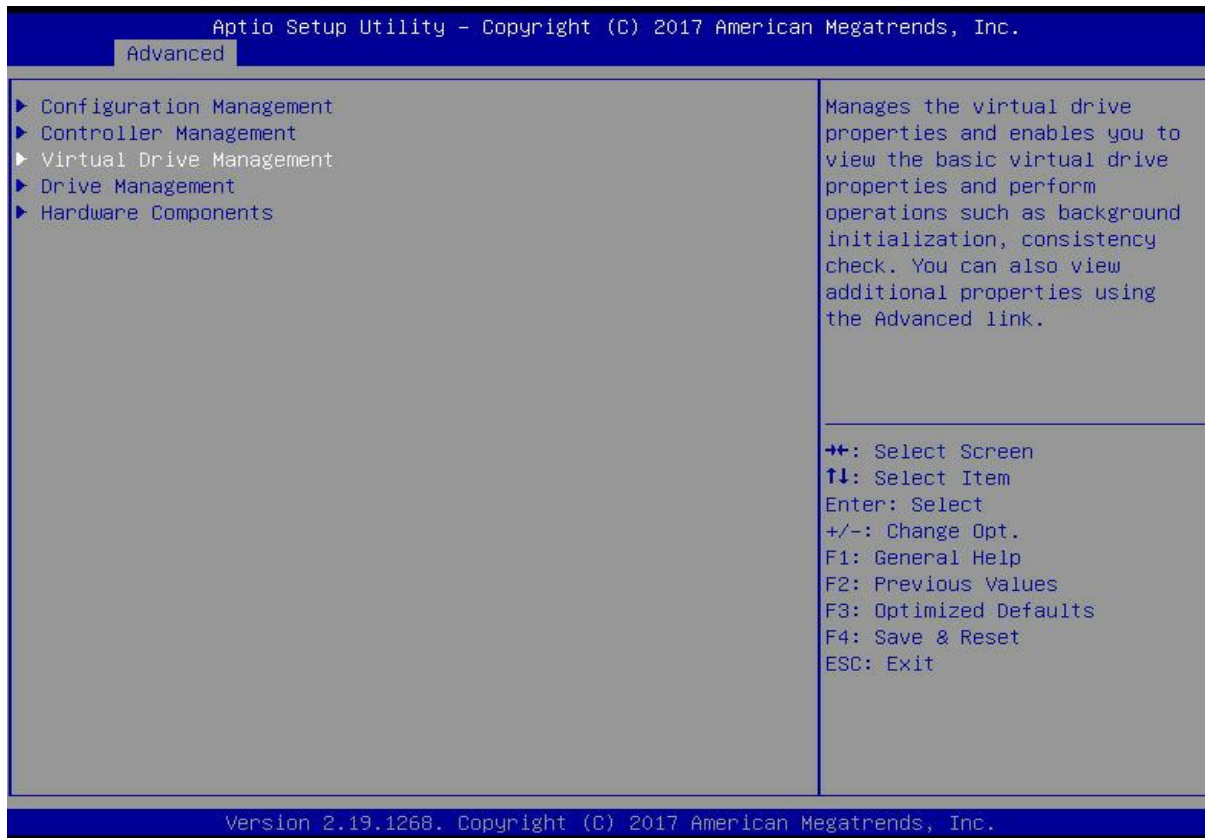 Aptio Setup Utility – Copyright (C) 2017 American Megatrends, Inc.
Advanced
▶ Configuration Management
▶ Controller Management
▶ Virtual Drive Management
▶ Drive Management
▶ Hardware Components
Manages the virtual drive
properties and enables you to
view the basic virtual drive
properties and perform
operations such as background
initialization, consistency
check. You can also view
additional properties using
the Advanced link.
→←: Select Screen
↑↓: Select Item
Enter: Select
+/-: Change Opt.
F1: General Help
F2: Previous Values
F3: Optimized Defaults
F4: Save & Reset
ESC: Exit
Version 2.19.1268. Copyright (C) 2017 American Megatrends, Inc.